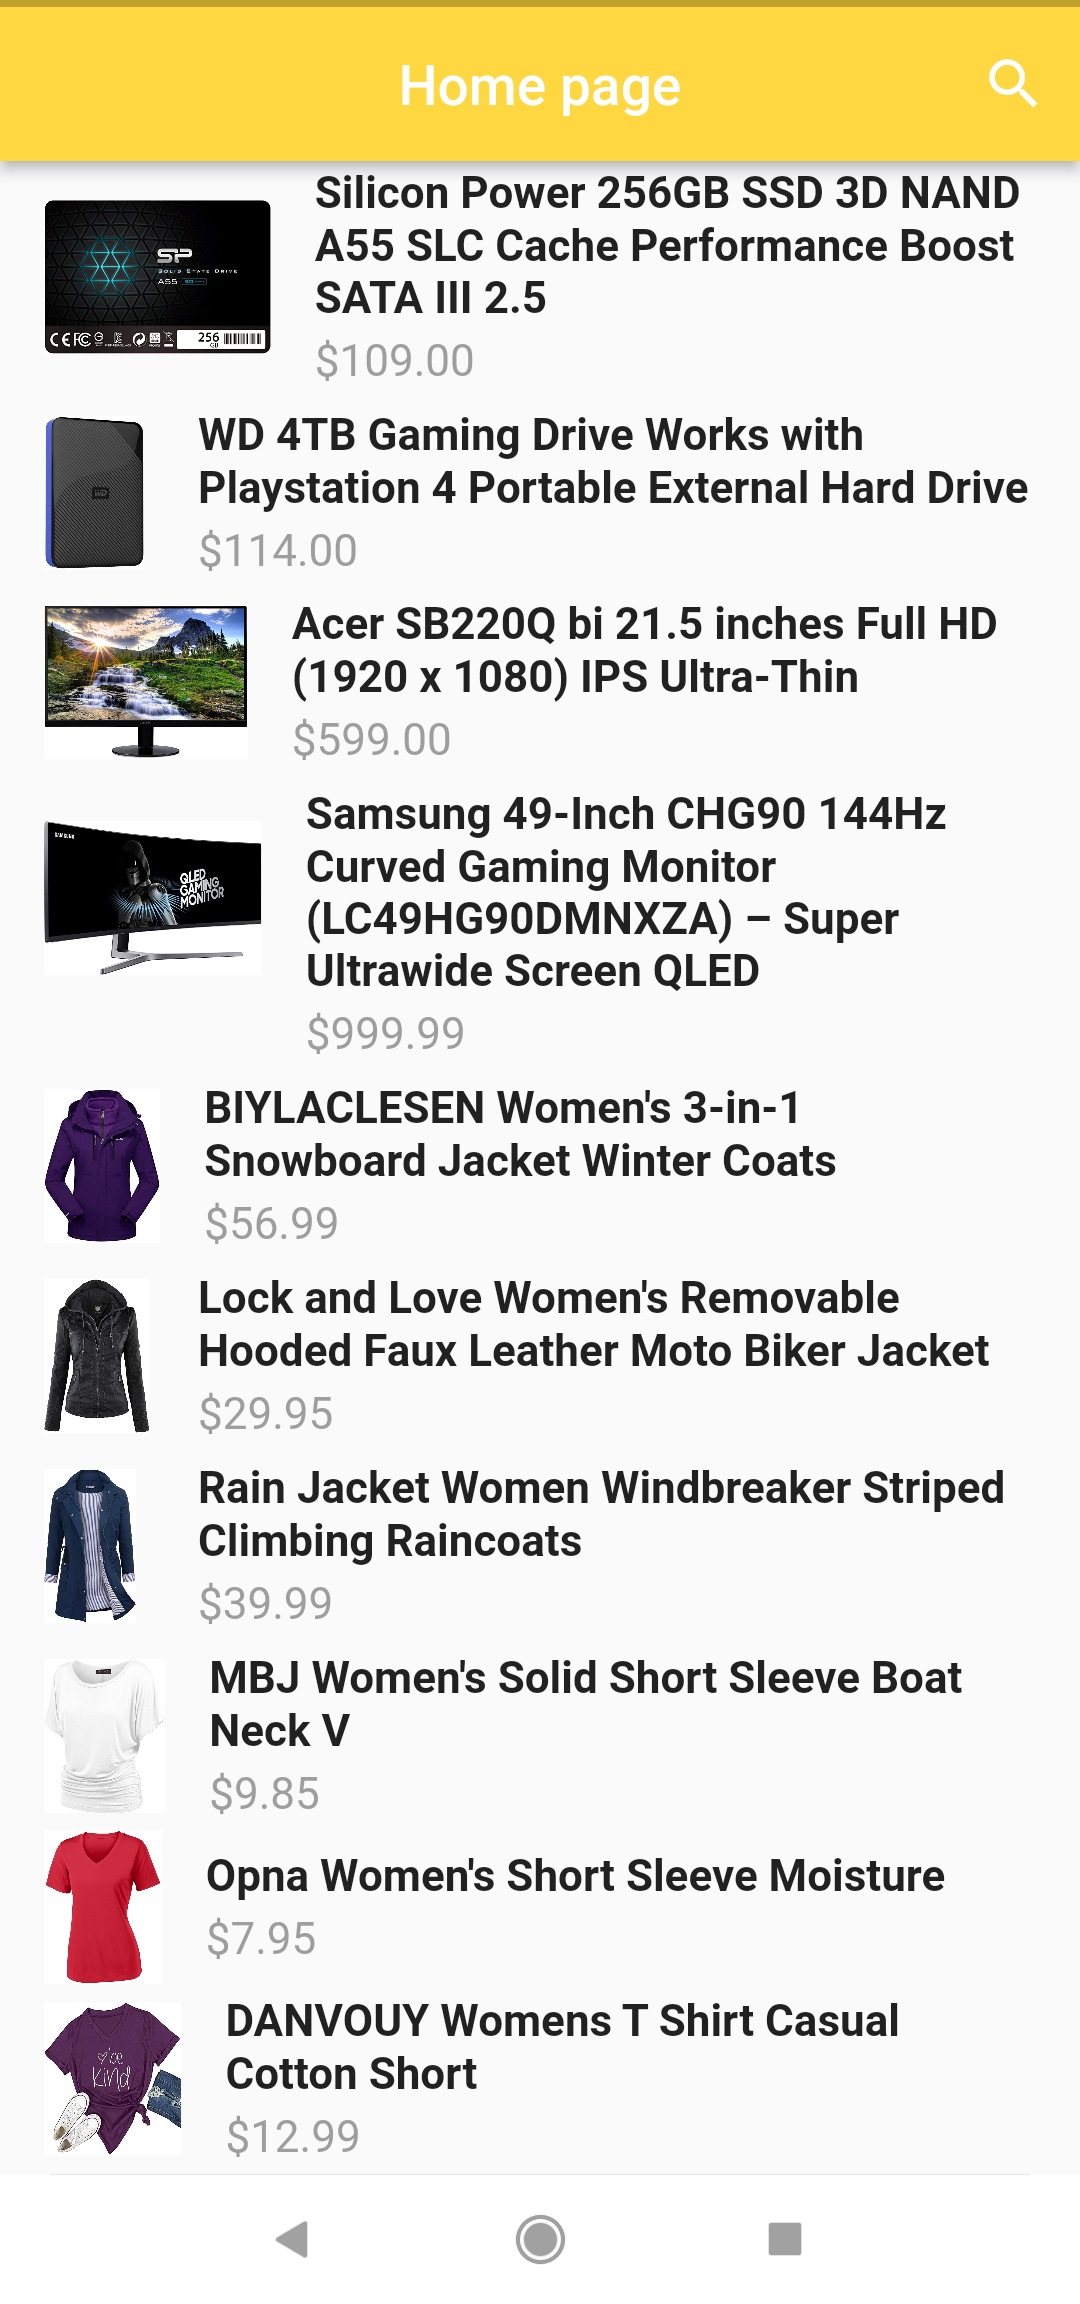 Home page
Silicon Power 256GB SSD 3D NAND
A55 SLC Cache Performance Boost
SATA III 2.5
$109.00
SP
SOLID STATE DRIVE
A55
256
GB
WD 4TB Gaming Drive Works with
Playstation 4 Portable External Hard Drive
$114.00
WD
Acer SB220Q bi 21.5 inches Full HD
(1920 x 1080) IPS Ultra-Thin
$599.00
Samsung 49-Inch CHG90 144Hz
Curved Gaming Monitor
(LC49HG90DMNXZA) – Super
Ultrawide Screen QLED
$999.99
SAMSUNG
QLED
GAMING
MONITOR
BIYLACLESEN Women's 3-in-1
Snowboard Jacket Winter Coats
$56.99
Lock and Love Women's Removable
Hooded Faux Leather Moto Biker Jacket
$29.95
Rain Jacket Women Windbreaker Striped
Climbing Raincoats
$39.99
MBJ Women's Solid Short Sleeve Boat
Neck V
$9.85
Opna Women's Short Sleeve Moisture
$7.95
DANVOUY Womens T Shirt Casual
Cotton Short
$12.99
kind